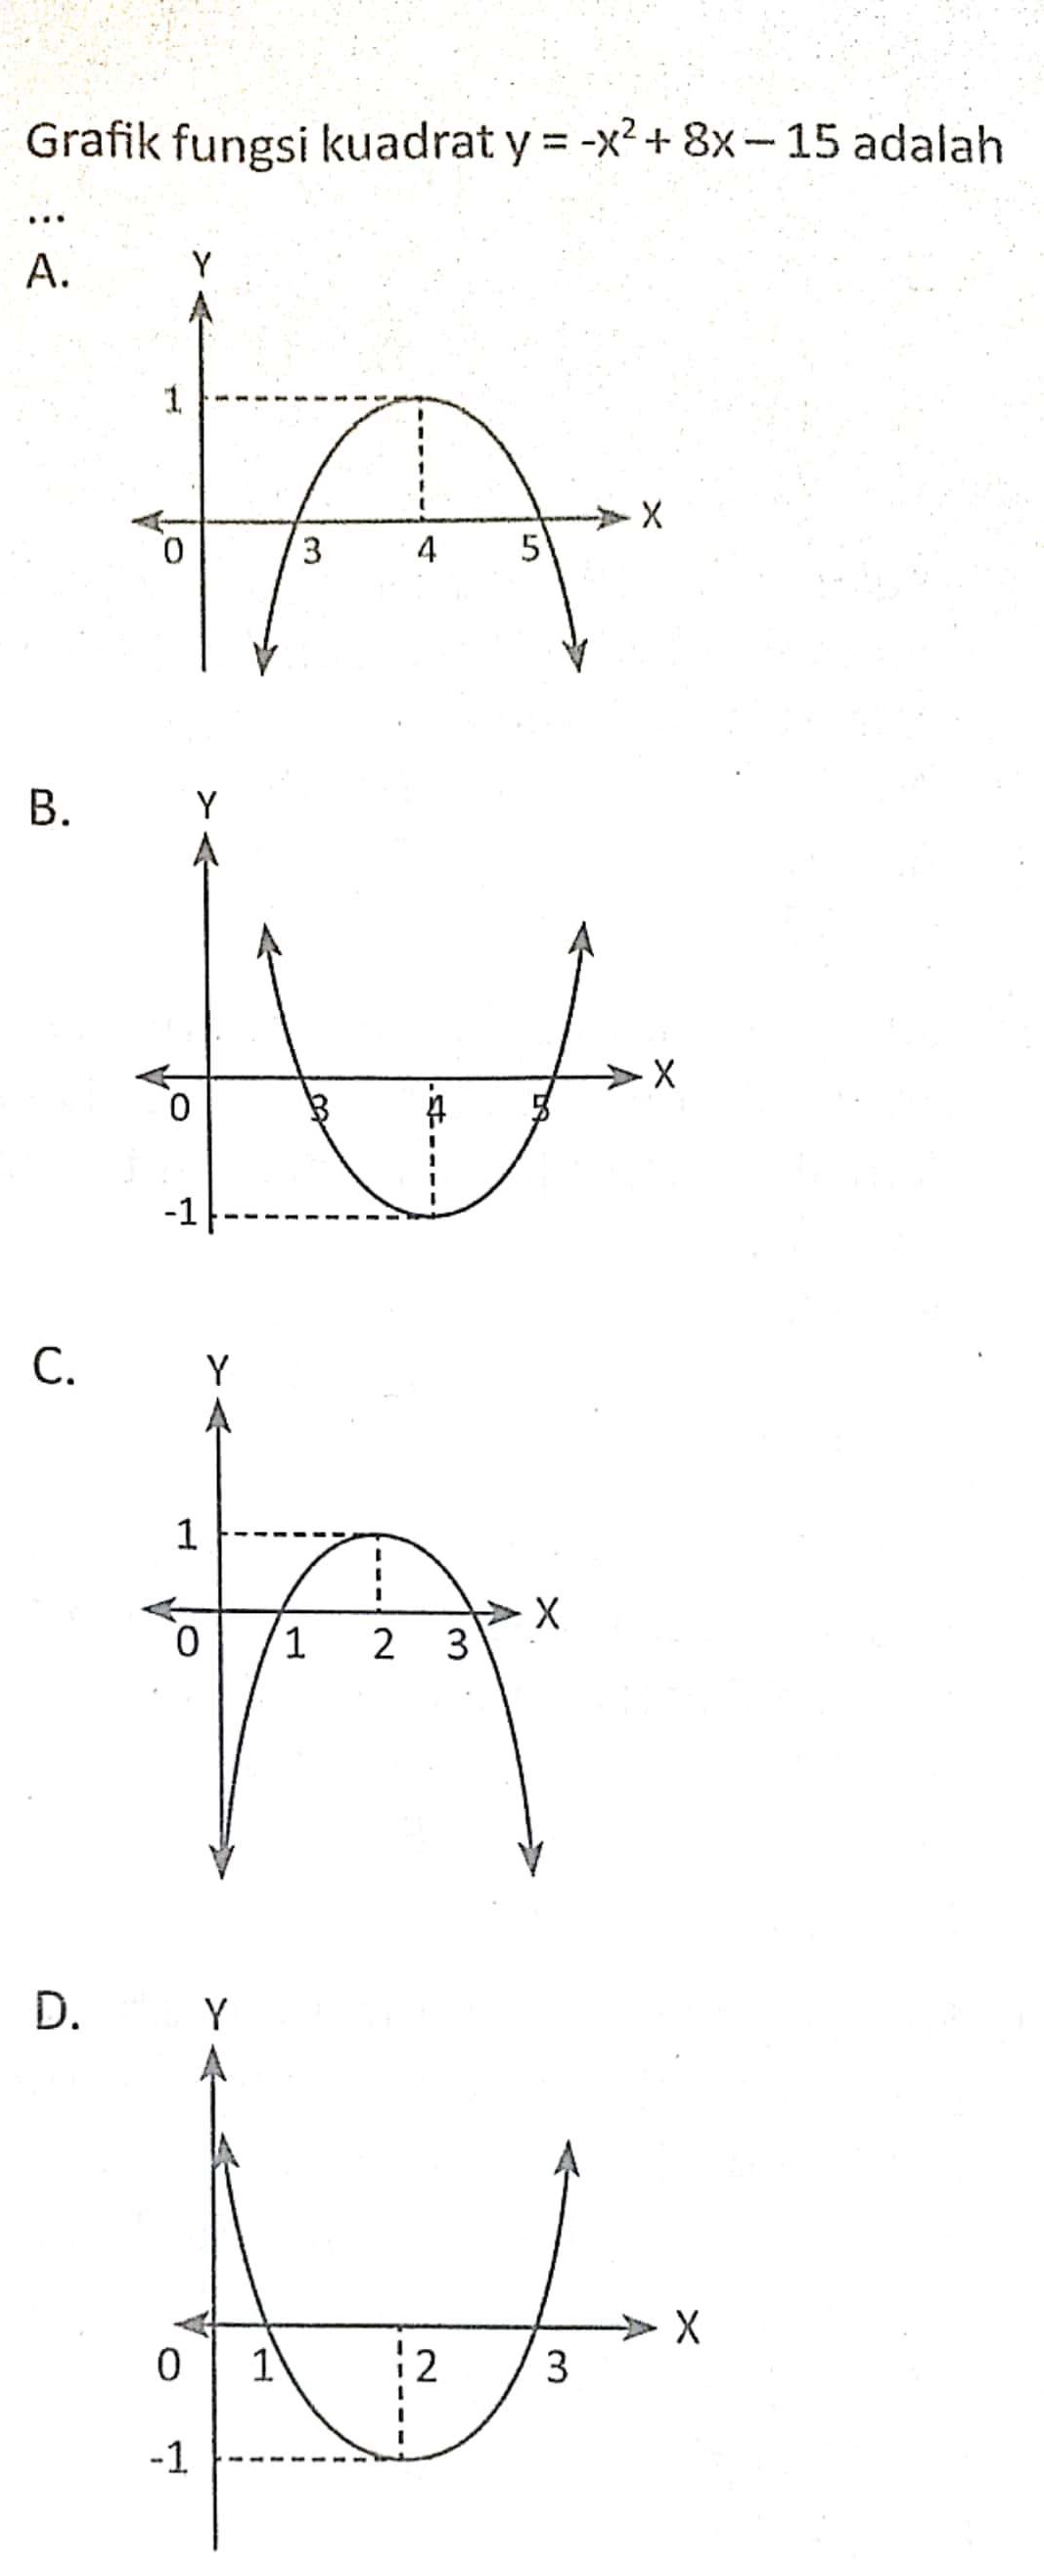 Grafik fungsi kuadrat y = -x² + 8x – 15 adalah
...
A.
Y
1
X
0 3 4 5
B.
Y
X
0 3 4 5
-1
C.
Y
1
X
0 1 2 3
D.
Y
X
0 1 2 3
-1